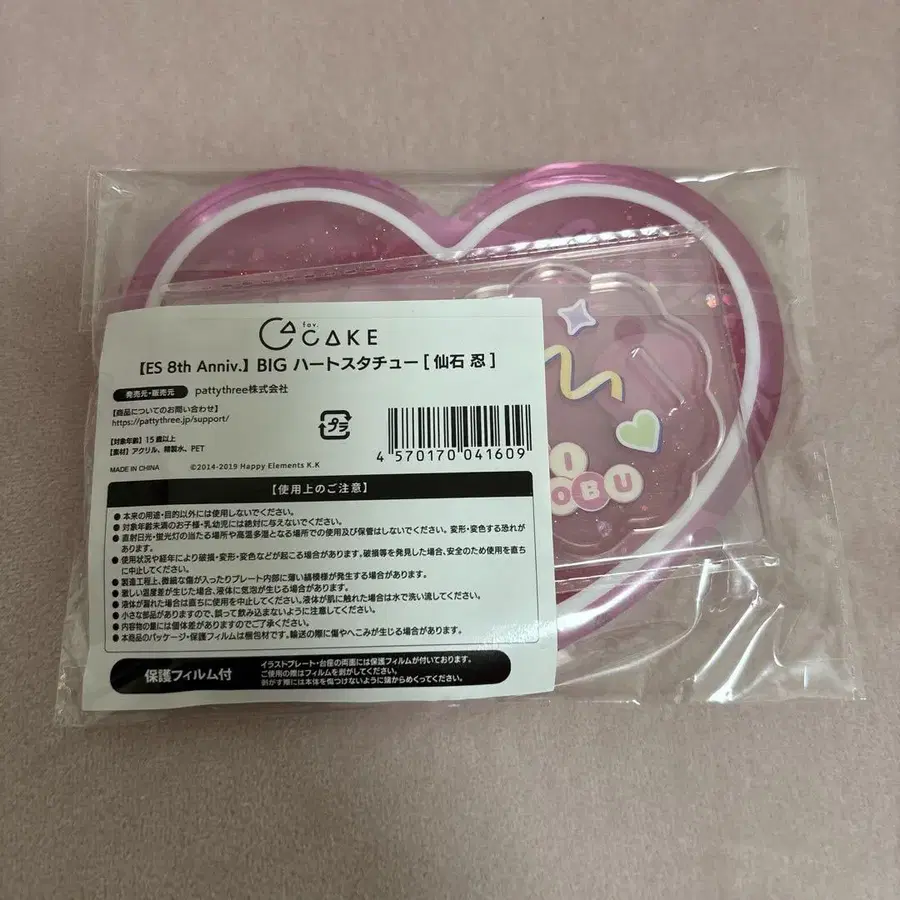 fav.
CAKE
【ES 8th Anniv.】BIG ハートスタチュー [ 仙石 忍 ]
発売元・販売元 pattythree株式会社
【商品についてのお問い合わせ】
https://pattythree.jp/support/
プラ
【対象年齢】15歳以上
【素材】アクリル、精製水、PET
4 570170 041609
MADE IN CHINA ©2014-2019 Happy Elements K.K
【使用上のご注意】
● 本来の用途・目的以外には使用しないでください。
● 対象年齢未満のお子様・乳幼児には絶対に与えないでください。
● 直射日光・蛍光灯の当たる場所や高温多湿となる場所での使用及び保管はしないでください。変形・変色する恐れが
あります。
● 使用状況や経年により破損・変形・変色などが起こる場合があります。破損等を発見した場合、安全のため使用を直ち
に中止してください。
● 製造工程上、微細な傷が入ったりプレート内部に薄い縞模様が発生する場合があります。
● 激しい温度差が生じた場合、液体に気泡が生じる場合があります。
● 液体が漏れた場合は直ちに使用を中止してください。液体が肌に触れた場合は水で洗い流してください。
● 小さな部品がありますので、誤って飲み込まないように注意してください。
● 内容物の量には個体差がありますのでご了承ください。
● 本商品のパッケージ・保護フィルムは梱包材です。輸送の際に傷やへこみが生じる場合があります。
保護フィルム付
イラストプレート・台座の両面には保護フィルムが付いております。
ご使用の際はフィルムを剥がしてください。
剥がす際には本体を傷つけないように端からめくってください。
I
OBU